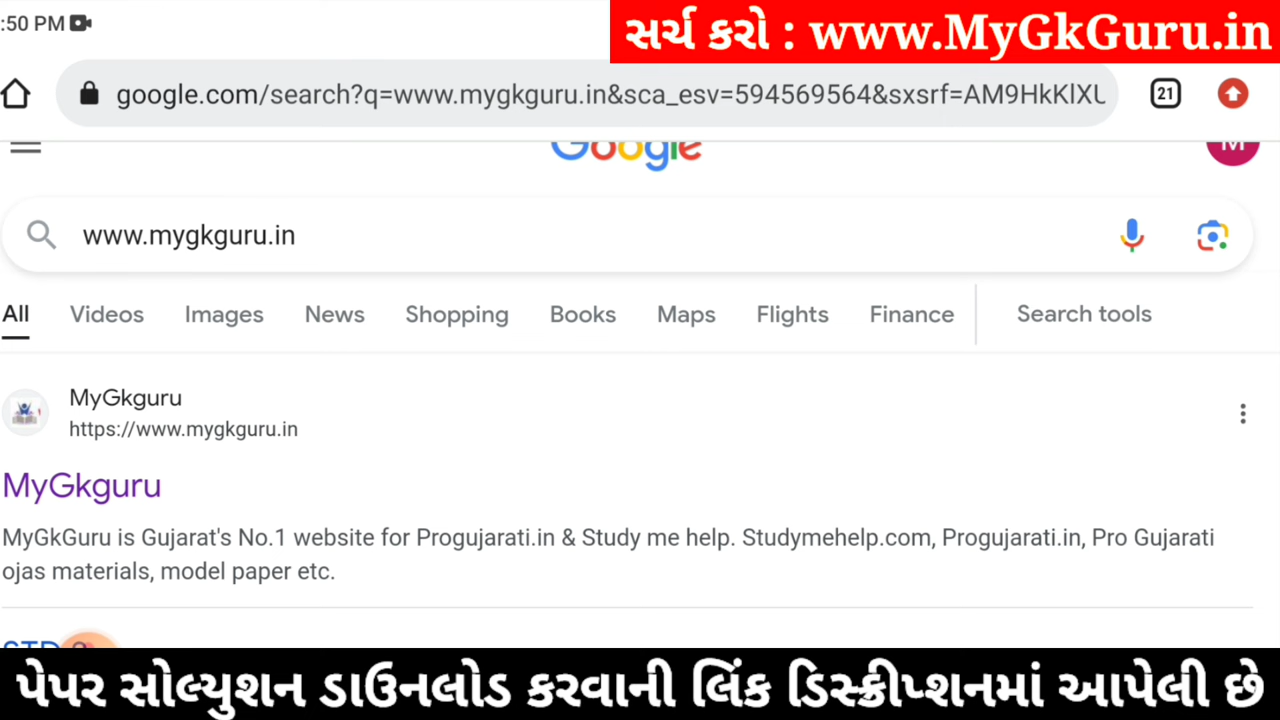 :50 PM
સર્ચ કરો : www.MyGkGuru.in
google.com/search?q=www.mygkguru.in&sca_esv=594569564&sxsrf=AM9HkKlXU
21
Google
M
www.mygkguru.in
All Videos Images News Shopping Books Maps Flights Finance Search tools
MyGkguru
https://www.mygkguru.in
MyGkguru
MyGkGuru is Gujarat's No.1 website for Progujarati.in & Study me help. Studymehelp.com, Progujarati.in, Pro Gujarati
ojas materials, model paper etc.
STD
પેપર સોલ્યુશન ડાઉનલોડ કરવાની લિંક ડિસ્ક્રીપ્શનમાં આપેલી છે